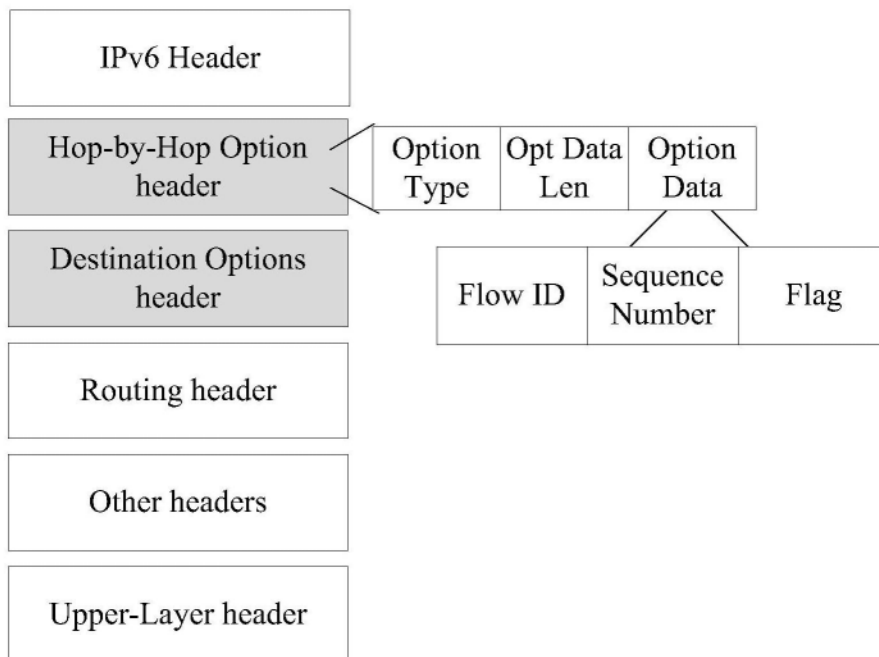 IPv6 Header
Hop-by-Hop Option
header
Option
Type
Opt Data
Len
Option
Data
Destination Options
header
Flow ID
Sequence
Number
Flag
Routing header
Other headers
Upper-Layer header